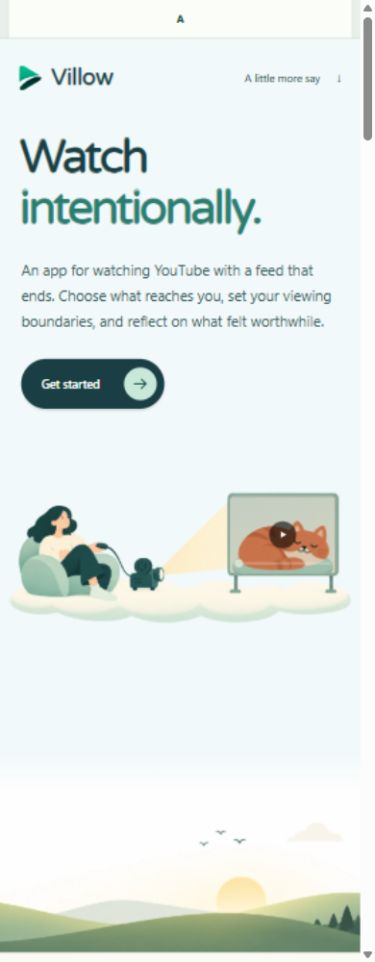 A
Villow
A little more say ↓
Watch
intentionally.
An app for watching YouTube with a feed that
ends. Choose what reaches you, set your viewing
boundaries, and reflect on what felt worthwhile.
Get started →